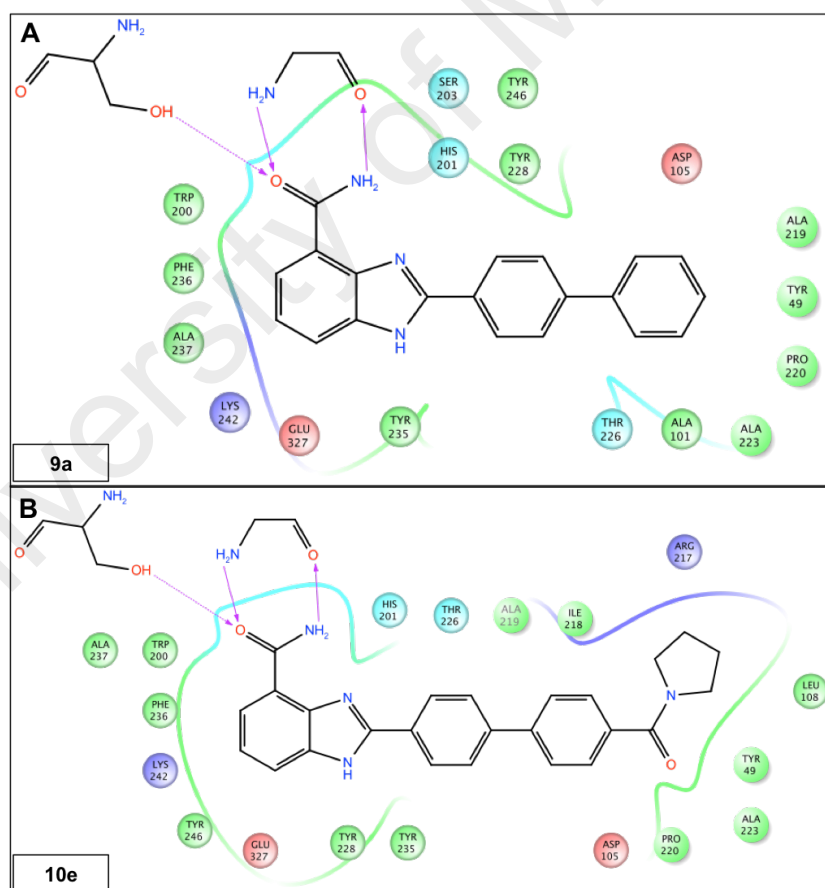 A
NH₂
O
OH
H₂N
O
O
NH₂
SER
203
TYR
246
HIS
201
TYR
228
ASP
105
TRP
200
ALA
219
PHE
236
N
TYR
49
ALA
237
N
H
PRO
220
LYS
242
GLU
327
TYR
235
THR
226
ALA
101
ALA
223
9a
B
NH₂
O
OH
H₂N
O
O
NH₂
ARG
217
HIS
201
THR
226
ALA
219
ILE
218
ALA
237
TRP
200
PHE
236
N
N
LEU
108
LYS
242
N
H
O
TYR
49
TYR
246
GLU
327
TYR
228
TYR
235
ASP
105
PRO
220
ALA
223
10e
University of M